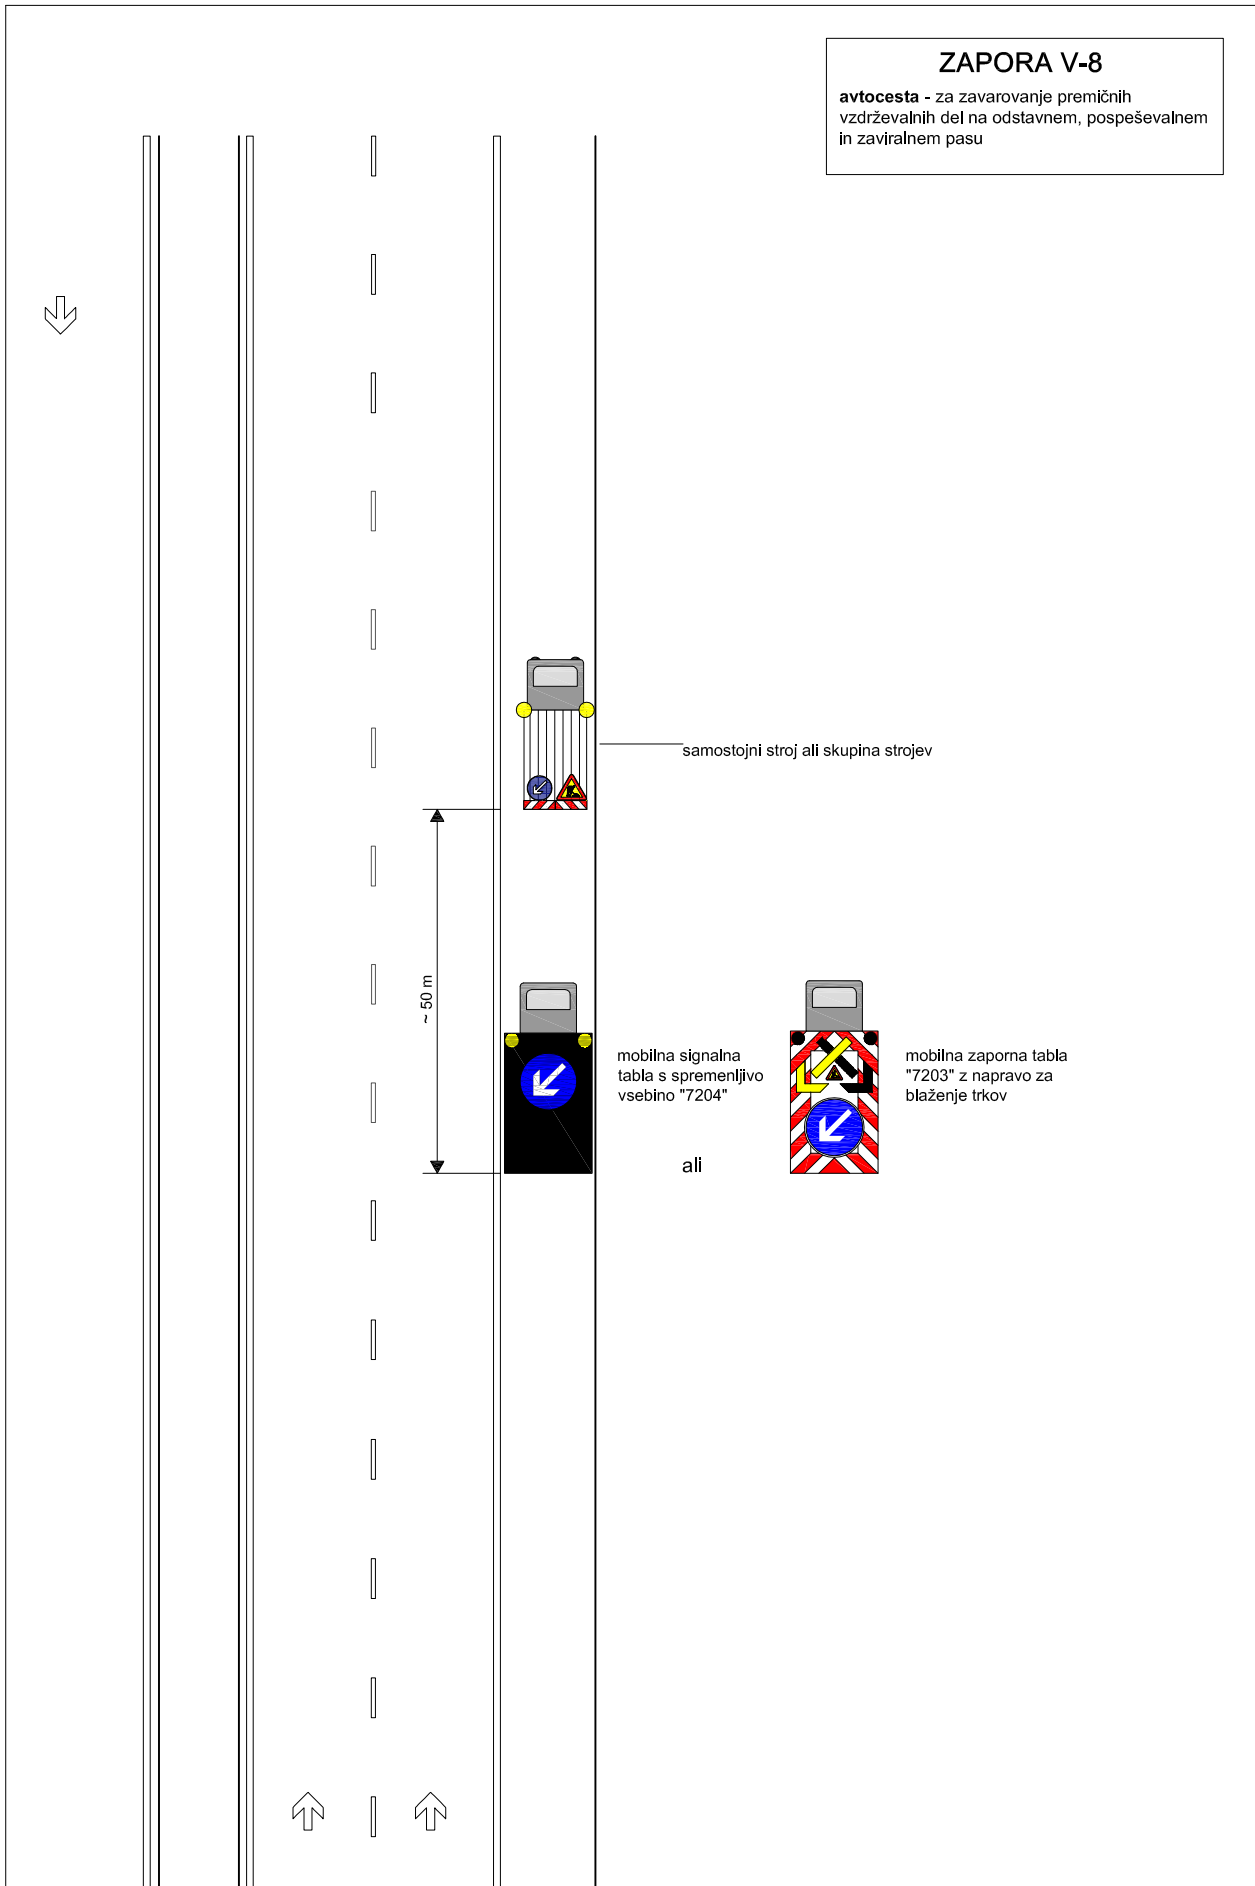 ZAPORA V-8
avtocesta - za zavarovanje premičnih
vzdrževalnih del na odstavnem, pospeševalnem
in zaviralnem pasu
samostojni stroj ali skupina strojev
~ 50 m
mobilna signalna
tabla s spremenljivo
vsebino "7204"
ali
mobilna zaporna tabla
"7203" z napravo za
blaženje trkov